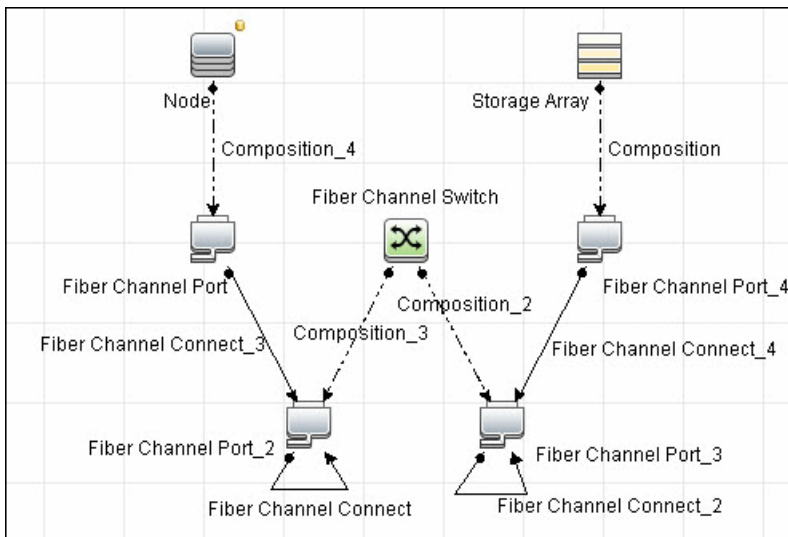 Node
Storage Array
Composition_4
Composition
Fiber Channel Switch
Fiber Channel Port
Fiber Channel Port_4
Composition_2
Composition_3
Fiber Channel Connect_3
Fiber Channel Connect_4
Fiber Channel Port_2
Fiber Channel Port_3
Fiber Channel Connect
Fiber Channel Connect_2